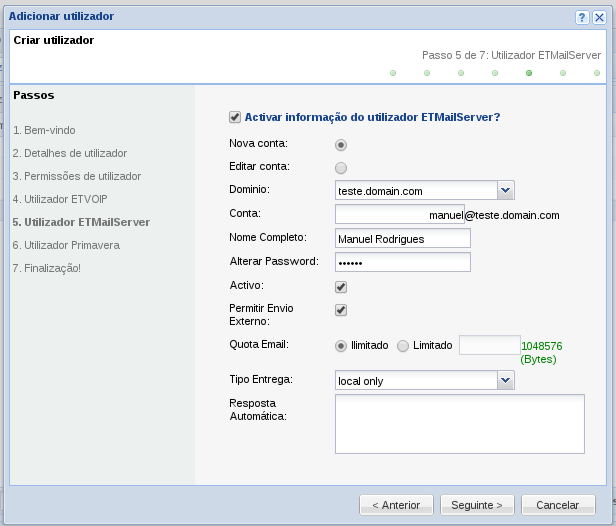 Adicionar utilizador
Criar utilizador
Passo 5 de 7: Utilizador ETMailServer
Passos
1. Bem-vindo
2. Detalhes de utilizador
3. Permissões de utilizador
4. Utilizador ETVOIP
5. Utilizador ETMailServer
6. Utilizador Primavera
7. Finalização!
Activar informação do utilizador ETMailServer?
Nova conta:
Editar conta:
Dominio: teste.domain.com
Conta: manuel@teste.domain.com
Nome Completo: Manuel Rodrigues
Alterar Password: ••••••
Activo:
Permitir Envio
Externo:
Quota Email: Ilimitado Limitado 1048576
(Bytes)
Tipo Entrega: local only
Resposta
Automática:
< Anterior Seguinte > Cancelar